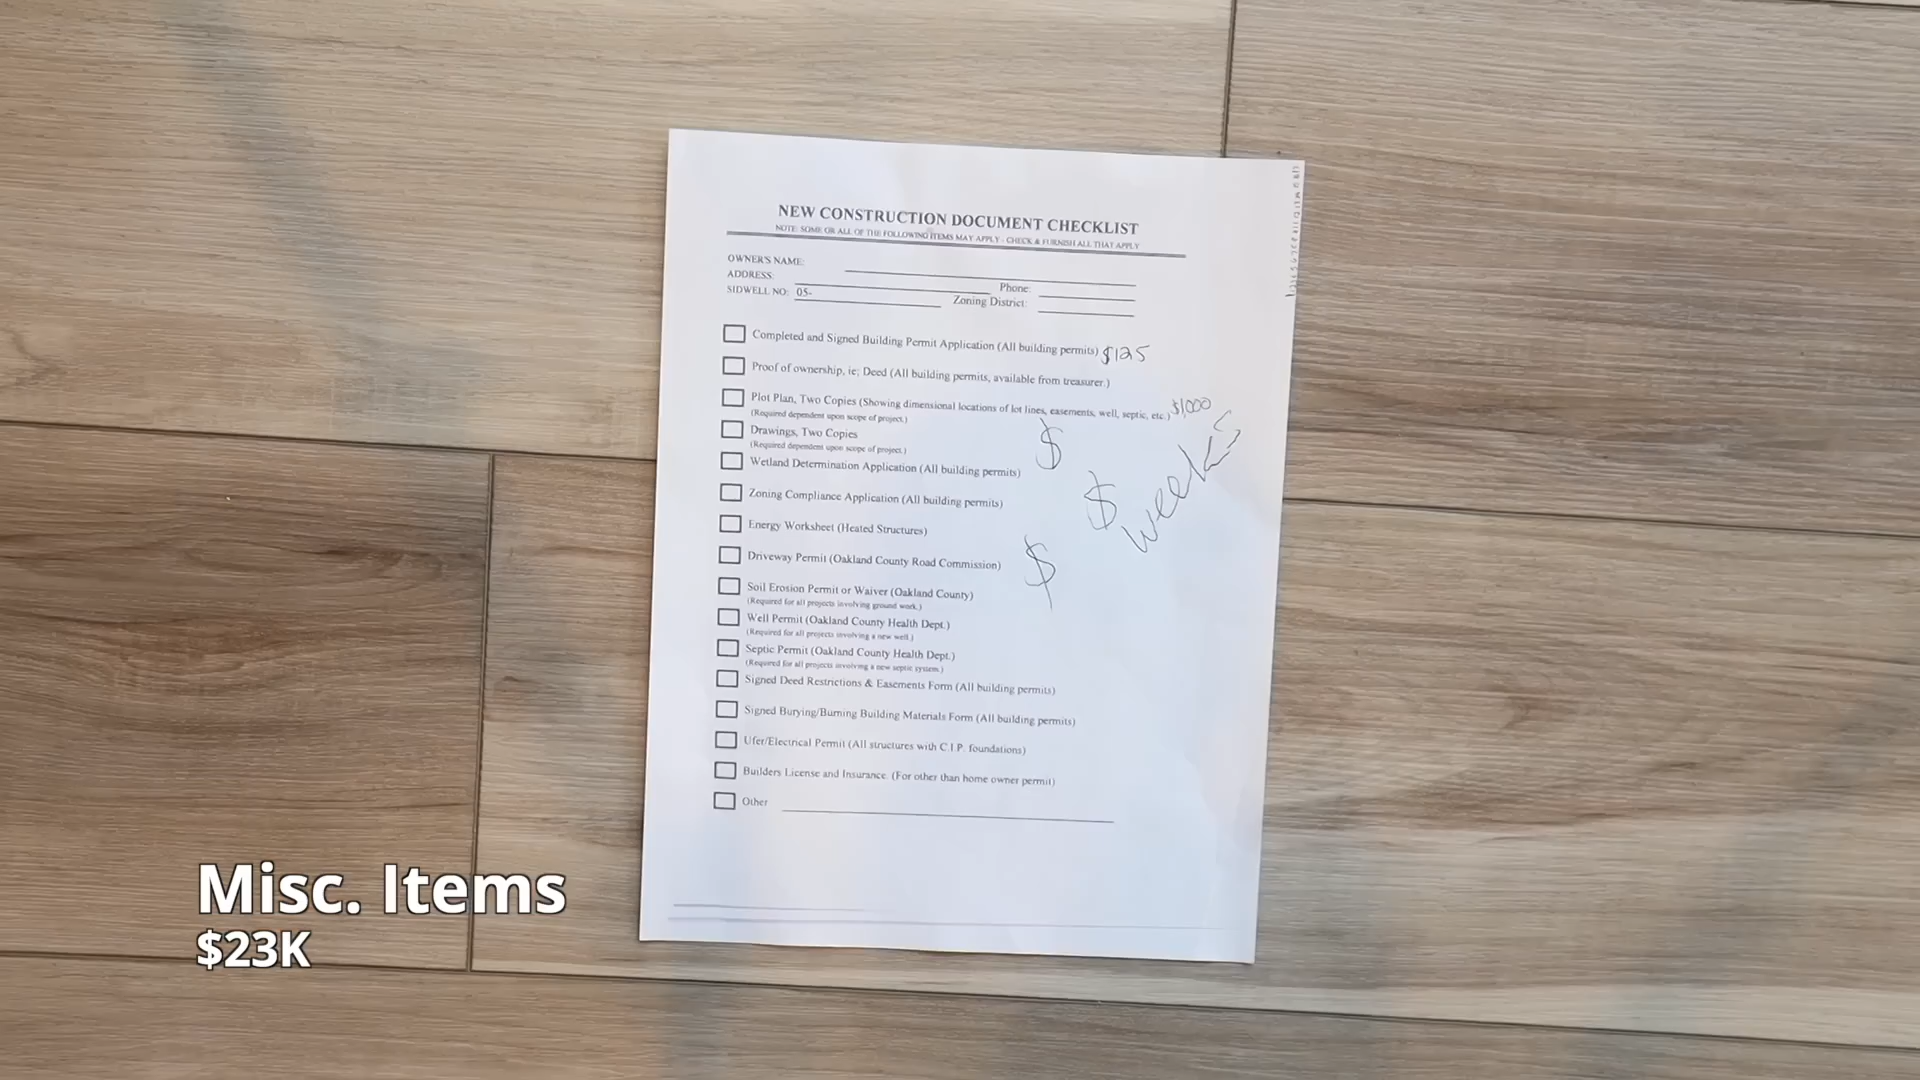 NEW CONSTRUCTION DOCUMENT CHECKLIST
NOTE: SOME OR ALL OF THE FOLLOWING ITEMS MAY APPLY - CHECK & FURNISH ALL THAT APPLY
OWNER'S NAME:
ADDRESS: Phone:
SIDWELL NO: 05- Zoning District:
Completed and Signed Building Permit Application (All building permits) $125
Proof of ownership, ie; Deed (All building permits, available from treasurer.)
Plot Plan, Two Copies (Showing dimensional locations of lot lines, easements, well, septic, etc.) $1,000
(Required dependent upon scope of project.)
Drawings, Two Copies $
(Required dependent upon scope of project.)
Wetland Determination Application (All building permits)
Zoning Compliance Application (All building permits) $ weeks
Energy Worksheet (Heated Structures)
Driveway Permit (Oakland County Road Commission) $
Soil Erosion Permit or Waiver (Oakland County)
(Required for all projects involving ground work.)
Well Permit (Oakland County Health Dept.)
(Required for all projects involving a new well.)
Septic Permit (Oakland County Health Dept.)
(Required for all projects involving a new septic system.)
Signed Deed Restrictions & Easements Form (All building permits)
Signed Burying/Burning Building Materials Form (All building permits)
Ufer/Electrical Permit (All structures with C.I.P. foundations)
Builders License and Insurance (For other than home owner permit)
Other
Misc. Items
$23K